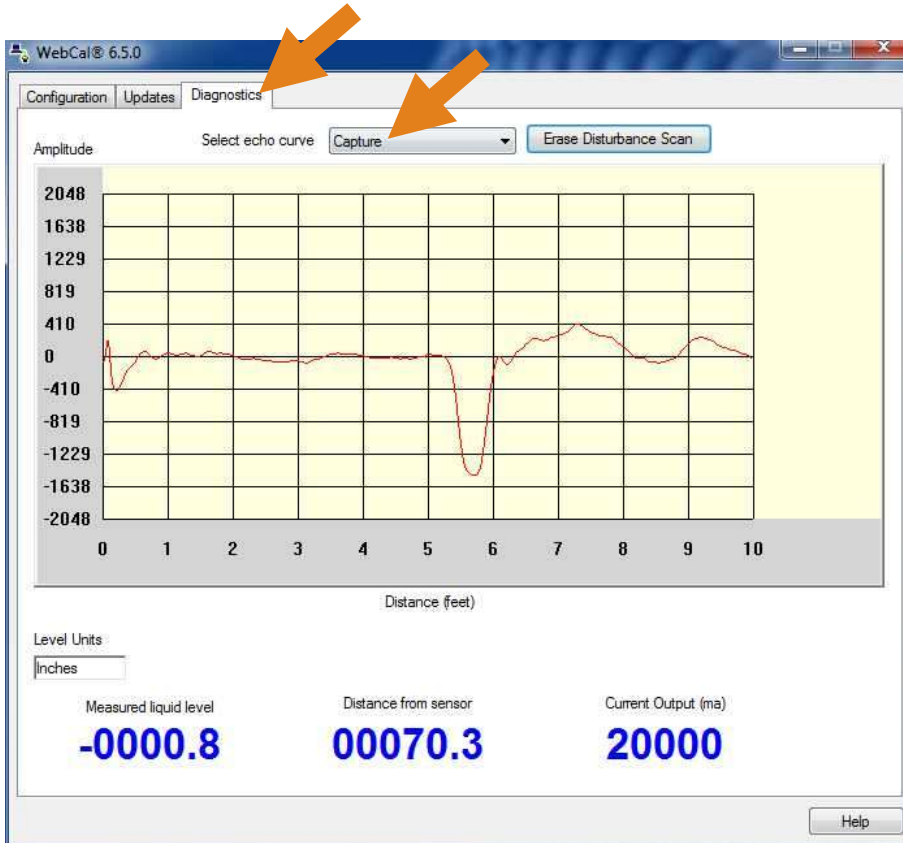 WebCal® 6.5.0
Configuration Updates Diagnostics
Select echo curve Capture Erase Disturbance Scan
Amplitude
2048
1638
1229
819
410
0
-410
-819
-1229
-1638
-2048
0 1 2 3 4 5 6 7 8 9 10
Distance (feet)
Level Units
Inches
Measured liquid level Distance from sensor Current Output (ma)
-0000.8 00070.3 20000
Help